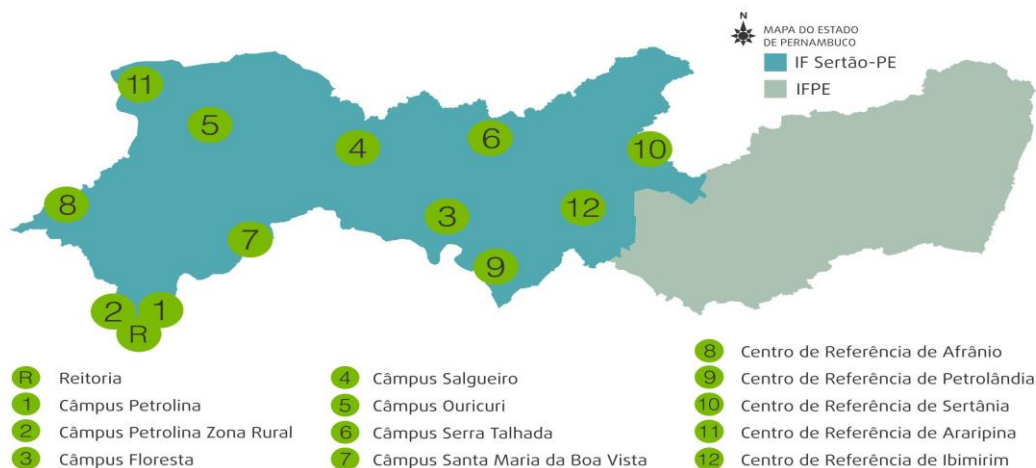 N
MAPA DO ESTADO
DE PERNAMBUCO
IF Sertão-PE
IFPE
11
5
4
6
10
8
7
3
12
9
2
1
R
R Reitoria
1 Câmpus Petrolina
2 Câmpus Petrolina Zona Rural
3 Câmpus Floresta
4 Câmpus Salgueiro
5 Câmpus Ouricuri
6 Câmpus Serra Talhada
7 Câmpus Santa Maria da Boa Vista
8 Centro de Referência de Afrânio
9 Centro de Referência de Petrolândia
10 Centro de Referência de Sertânia
11 Centro de Referência de Araripina
12 Centro de Referência de Ibimirim